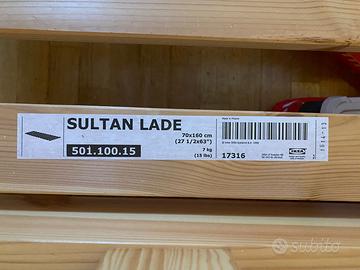 SULTAN LADE
70x160 cm
(27 1/2x63")
501.100.15
7 kg
(15 lbs)
17316
IKEA
subito